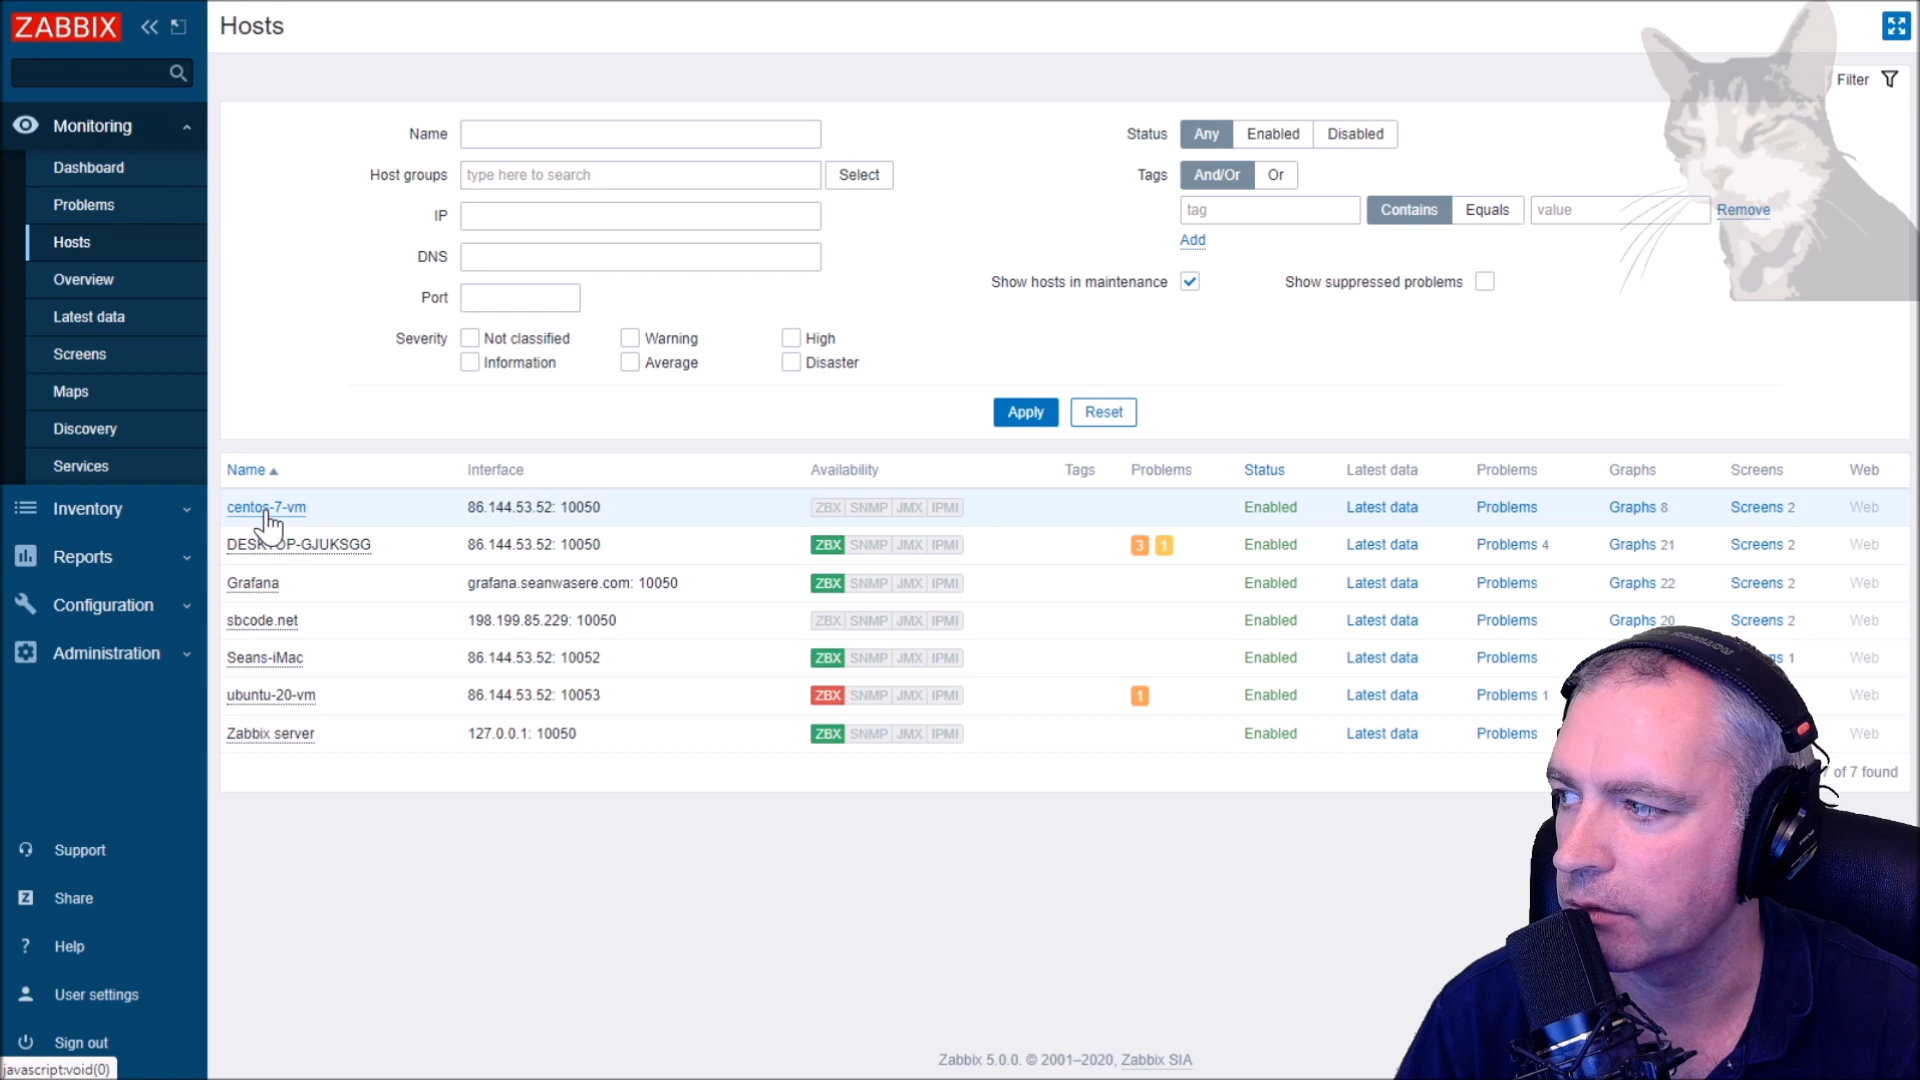 ZABBIX
Monitoring
Dashboard
Problems
Hosts
Overview
Latest data
Screens
Maps
Discovery
Services
Inventory
Reports
Configuration
Administration
Support
Share
Help
User settings
Sign out
javascript:void(0)
Hosts
Filter
Name
Host groups type here to search Select
IP
DNS
Port
Severity Not classified Warning High
Information Average Disaster
Status Any Enabled Disabled
Tags And/Or Or
tag Contains Equals value Remove
Add
Show hosts in maintenance Show suppressed problems
Apply Reset
Name Interface Availability Tags Problems Status Latest data Problems Graphs Screens Web
centos-7-vm 86.144.53.52: 10050 ZBX SNMP JMX IPMI Enabled Latest data Problems Graphs 8 Screens 2 Web
DESKTOP-GJUKSGG 86.144.53.52: 10050 ZBX SNMP JMX IPMI 3 1 Enabled Latest data Problems 4 Graphs 21 Screens 2 Web
Grafana grafana.seanwasere.com: 10050 ZBX SNMP JMX IPMI Enabled Latest data Problems Graphs 22 Screens 2 Web
sbcode.net 198.199.85.229: 10050 ZBX SNMP JMX IPMI Enabled Latest data Problems Graphs 20 Screens 2 Web
Seans-iMac 86.144.53.52: 10052 ZBX SNMP JMX IPMI Enabled Latest data Problems 1 Web
ubuntu-20-vm 86.144.53.52: 10053 ZBX SNMP JMX IPMI 1 Enabled Latest data Problems 1 Web
Zabbix server 127.0.0.1: 10050 ZBX SNMP JMX IPMI Enabled Latest data Problems Web
of 7 found
Zabbix 5.0.0. © 2001–2020, Zabbix SIA